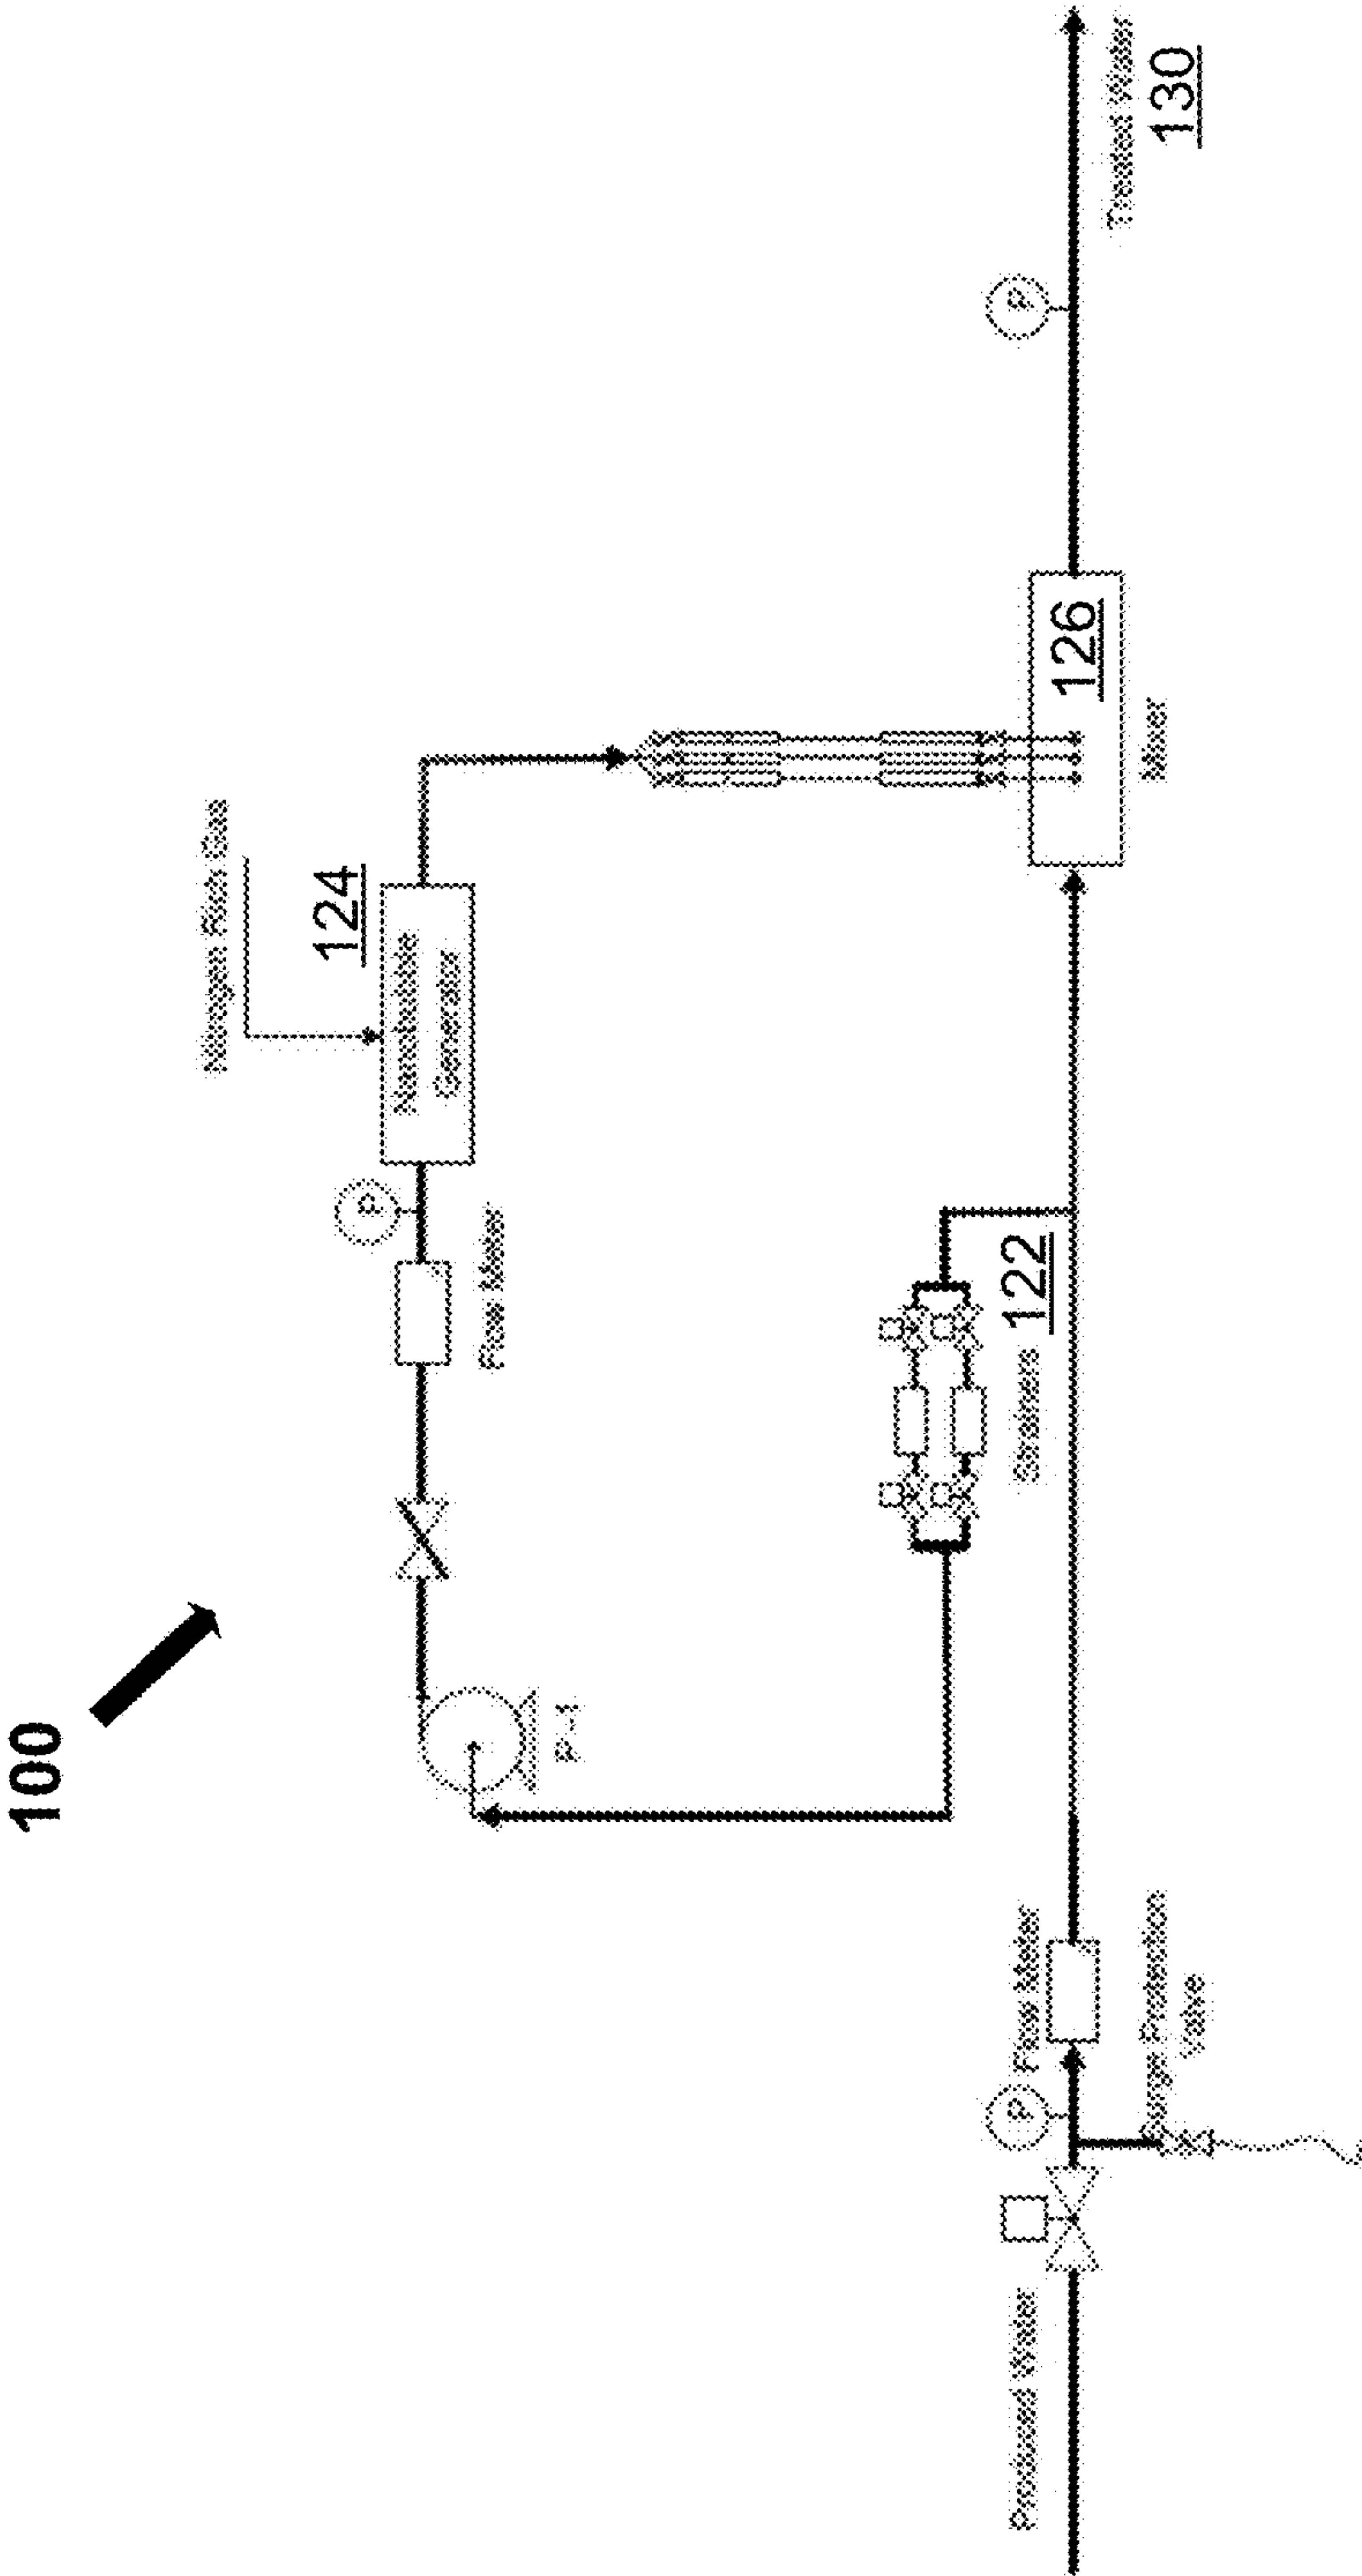 100
Nitrogen Rich Gas
124
Nanobubble
Generator
P
Flow Meter
P-1
Strainers 122
126
Mixer
P
Treated Water
130
Produced Water
P
Flow Meter
Surge Protection
Valve